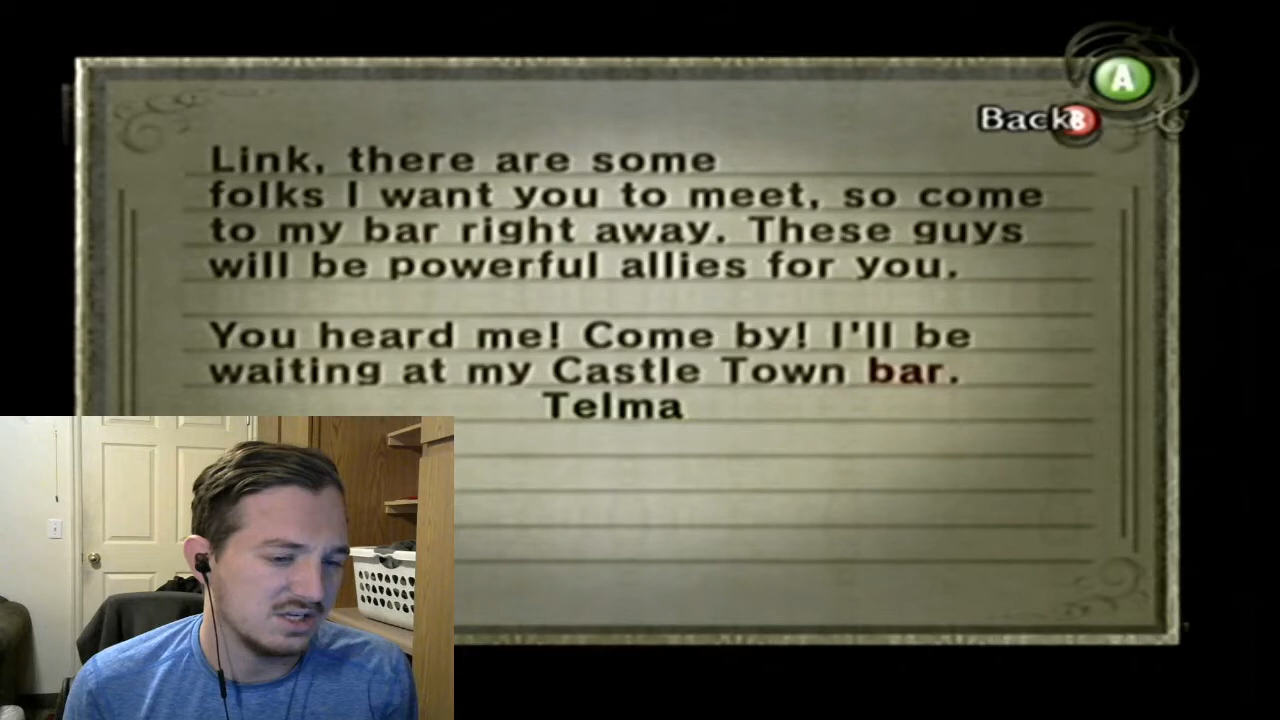 A
Back B
Link, there are some
folks I want you to meet, so come
to my bar right away. These guys
will be powerful allies for you.
You heard me! Come by! I'll be
waiting at my Castle Town bar.
Telma